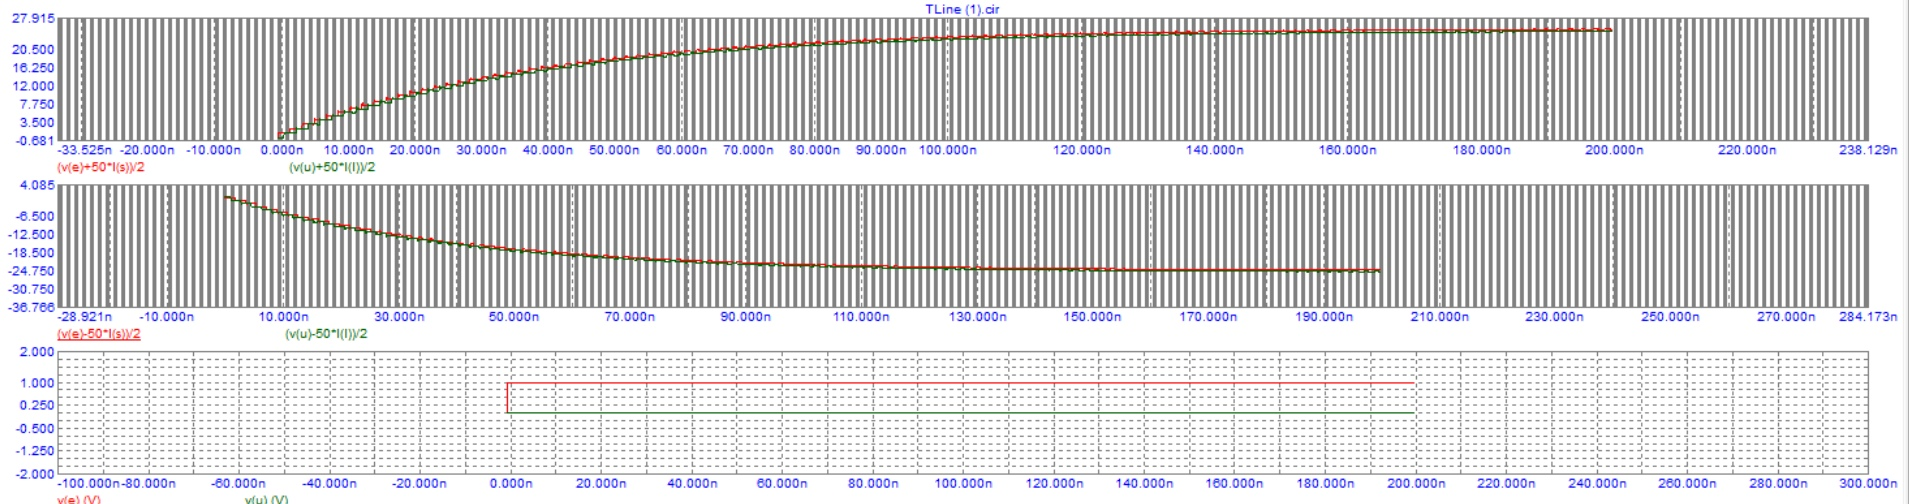 TLine (1).cir
27.915
20.500
16.250
12.000
7.750
3.500
-0.681
-33.525n -20.000n -10.000n 0.000n 10.000n 20.000n 30.000n 40.000n 50.000n 60.000n 70.000n 80.000n 90.000n 100.000n 120.000n 140.000n 160.000n 180.000n 200.000n 220.000n 238.129n
(v(e)+50*I(s))/2 (v(u)+50*I(l))/2
4.085
-6.500
-12.500
-18.500
-24.750
-30.750
-36.766
-28.921n -10.000n 10.000n 30.000n 50.000n 70.000n 90.000n 110.000n 130.000n 150.000n 170.000n 190.000n 210.000n 230.000n 250.000n 270.000n 284.173n
(v(e)-50*I(s))/2 (v(u)-50*I(l))/2
2.000
1.000
0.250
-0.500
-1.250
-2.000
-100.000n -80.000n -60.000n -40.000n -20.000n 0.000n 20.000n 40.000n 60.000n 80.000n 100.000n 120.000n 140.000n 160.000n 180.000n 200.000n 220.000n 240.000n 260.000n 280.000n 300.000n
v(e) (V) v(u) (V)